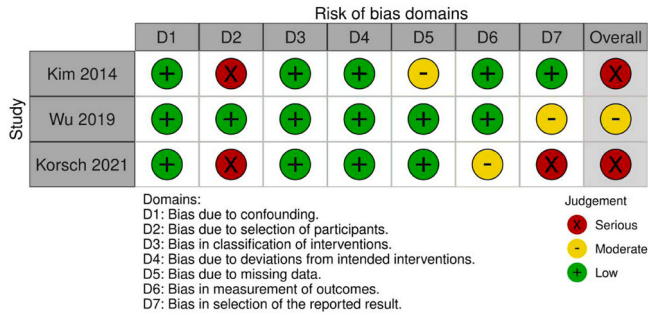 Risk of bias domains
D1 D2 D3 D4 D5 D6 D7 Overall
Study
Kim 2014 + X + + - + + X
Wu 2019 + + + + + + - -
Korsch 2021 + X + + + - X X
Domains:
D1: Bias due to confounding.
D2: Bias due to selection of participants.
D3: Bias in classification of interventions.
D4: Bias due to deviations from intended interventions.
D5: Bias due to missing data.
D6: Bias in measurement of outcomes.
D7: Bias in selection of the reported result.
Judgement
X Serious
- Moderate
+ Low